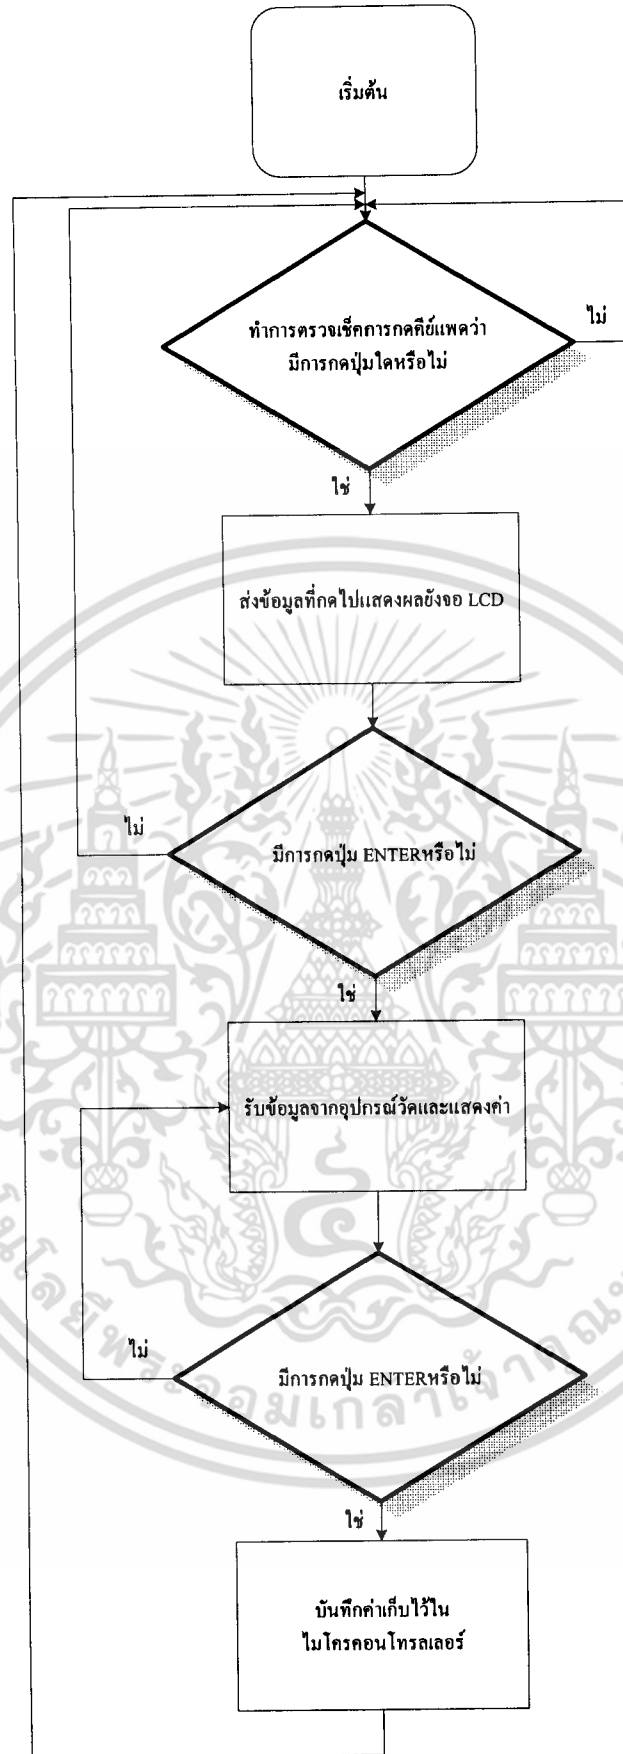 เริ่มต้น
ทำการตรวจเช็คการกดคีย์แพดว่า
มีการกดปุ่มใดหรือไม่
ไม่
ใช่
ส่งข้อมูลที่กดไปแสดงผลยังจอ LCD
ไม่
มีการกดปุ่ม ENTERหรือไม่
ใช่
รับข้อมูลจากอุปกรณ์วัดและแสดงค่า
ไม่
มีการกดปุ่ม ENTERหรือไม่
ใช่
บันทึกค่าเก็บไว้ใน
ไมโครคอนโทรลเลอร์